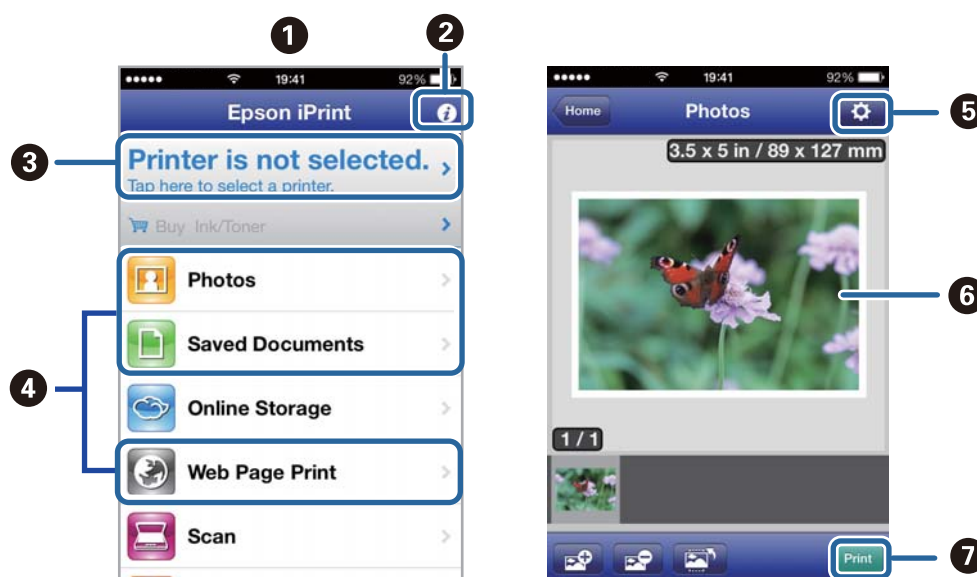 1
2
19:41
92%
Epson iPrint
3
Printer is not selected.
Tap here to select a printer.
Buy Ink/Toner
Photos
Saved Documents
4
Online Storage
Web Page Print
Scan
19:41
92%
Home
Photos
5
3.5 x 5 in / 89 x 127 mm
6
1 / 1
Print
7